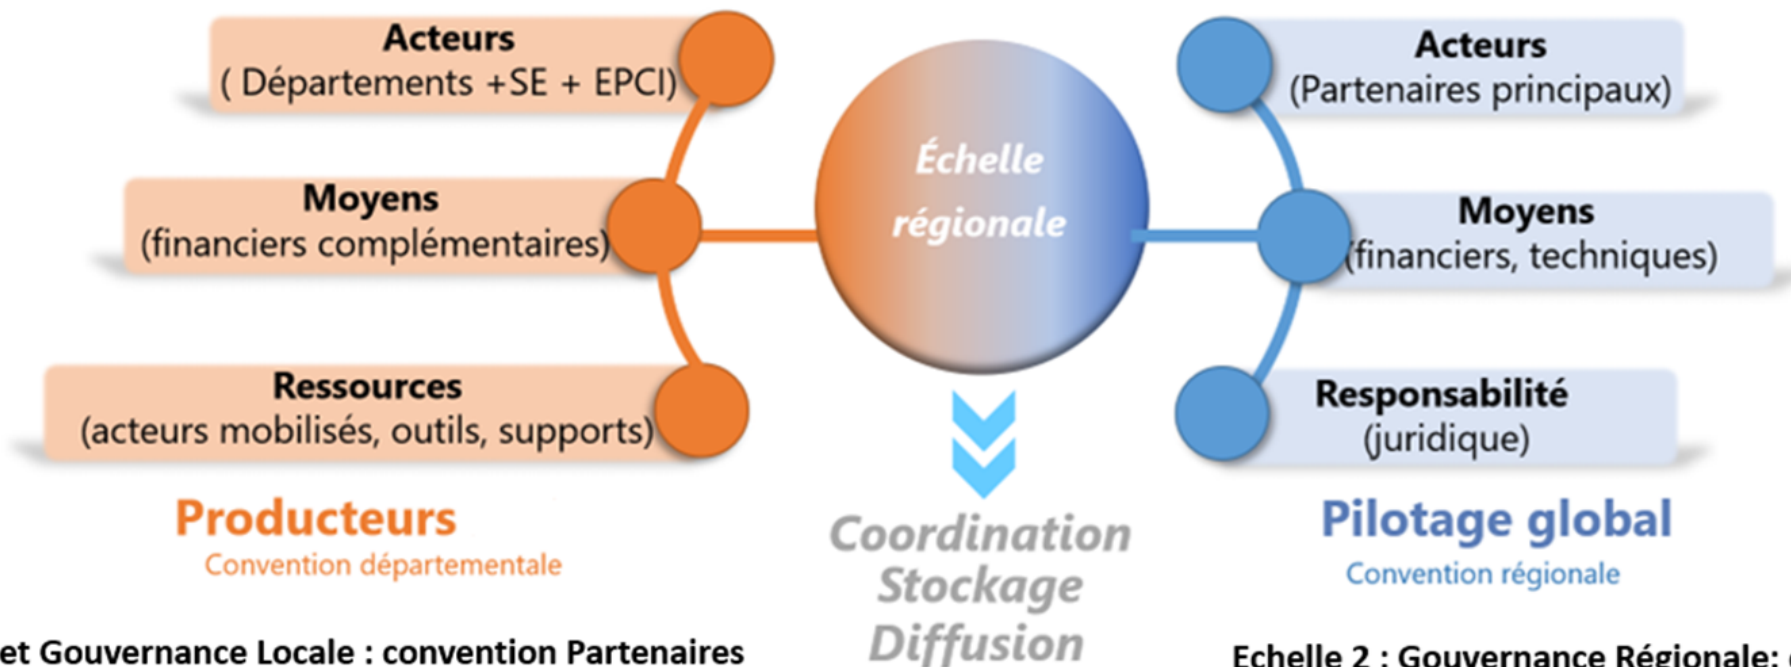 Acteurs
( Départements +SE + EPCI)
Moyens
(financiers complémentaires)
Ressources
(acteurs mobilisés, outils, supports)
Producteurs
Convention départementale
Échelle
régionale
Coordination
Stockage
Diffusion
Acteurs
(Partenaires principaux)
Moyens
(financiers, techniques)
Responsabilité
(juridique)
Pilotage global
Convention régionale
et Gouvernance Locale : convention Partenaires
Echelle 2 : Gouvernance Régionale: